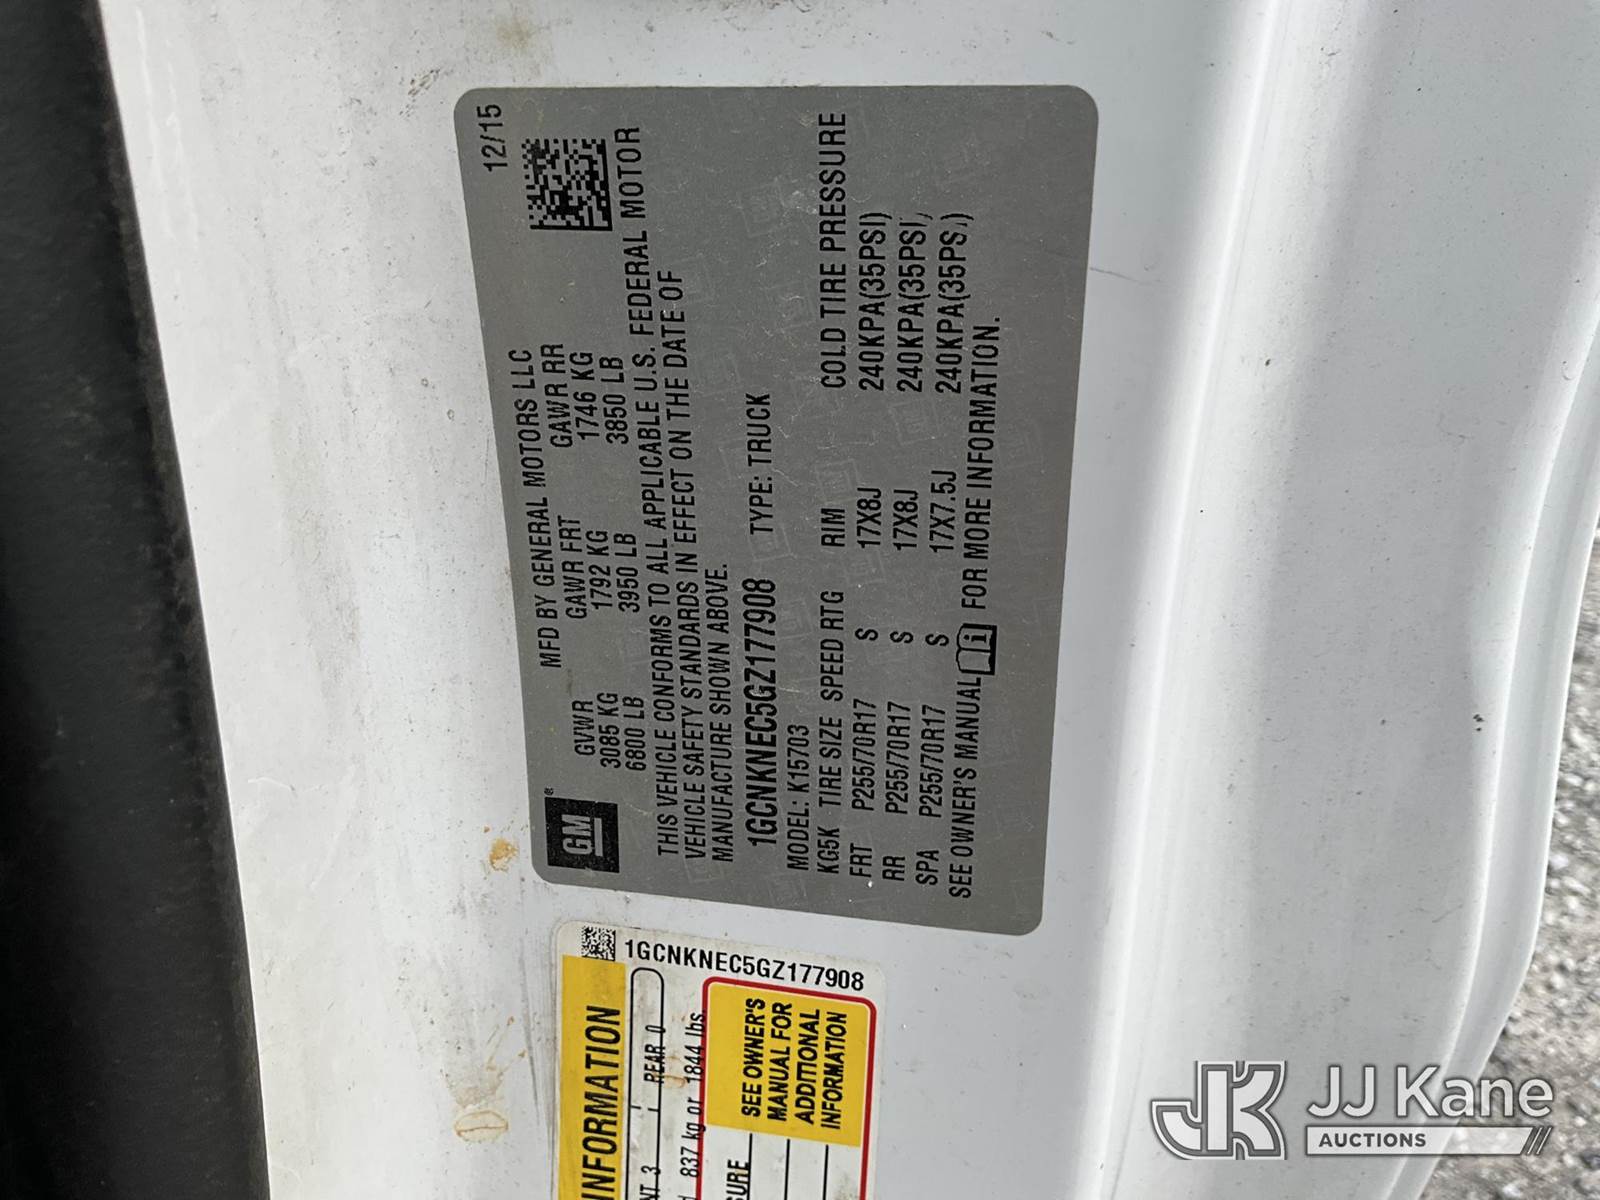 12/15
MFD BY GENERAL MOTORS LLC
GM®
GVWR GAWR FRT GAWR RR
3085 KG 1792 KG 1746 KG
6800 LB 3950 LB 3850 LB
THIS VEHICLE CONFORMS TO ALL APPLICABLE U.S. FEDERAL MOTOR
VEHICLE SAFETY STANDARDS IN EFFECT ON THE DATE OF
MANUFACTURE SHOWN ABOVE.
1GCNKNEC5GZ177908 TYPE: TRUCK
MODEL: K15703
KG5K TIRE SIZE SPEED RTG RIM COLD TIRE PRESSURE
FRT P255/70R17 S 17X8J 240KPA(35PSI)
RR P255/70R17 S 17X8J 240KPA(35PSI)
SPA P255/70R17 S 17X7.5J 240KPA(35PSI)
SEE OWNER'S MANUAL FOR MORE INFORMATION.
1GCNKNEC5GZ177908
INFORMATION
3 REAR 0
837 kg or 1844 lbs.
SEE OWNER'S
MANUAL FOR
ADDITIONAL
INFORMATION
JK JJ Kane
AUCTIONS